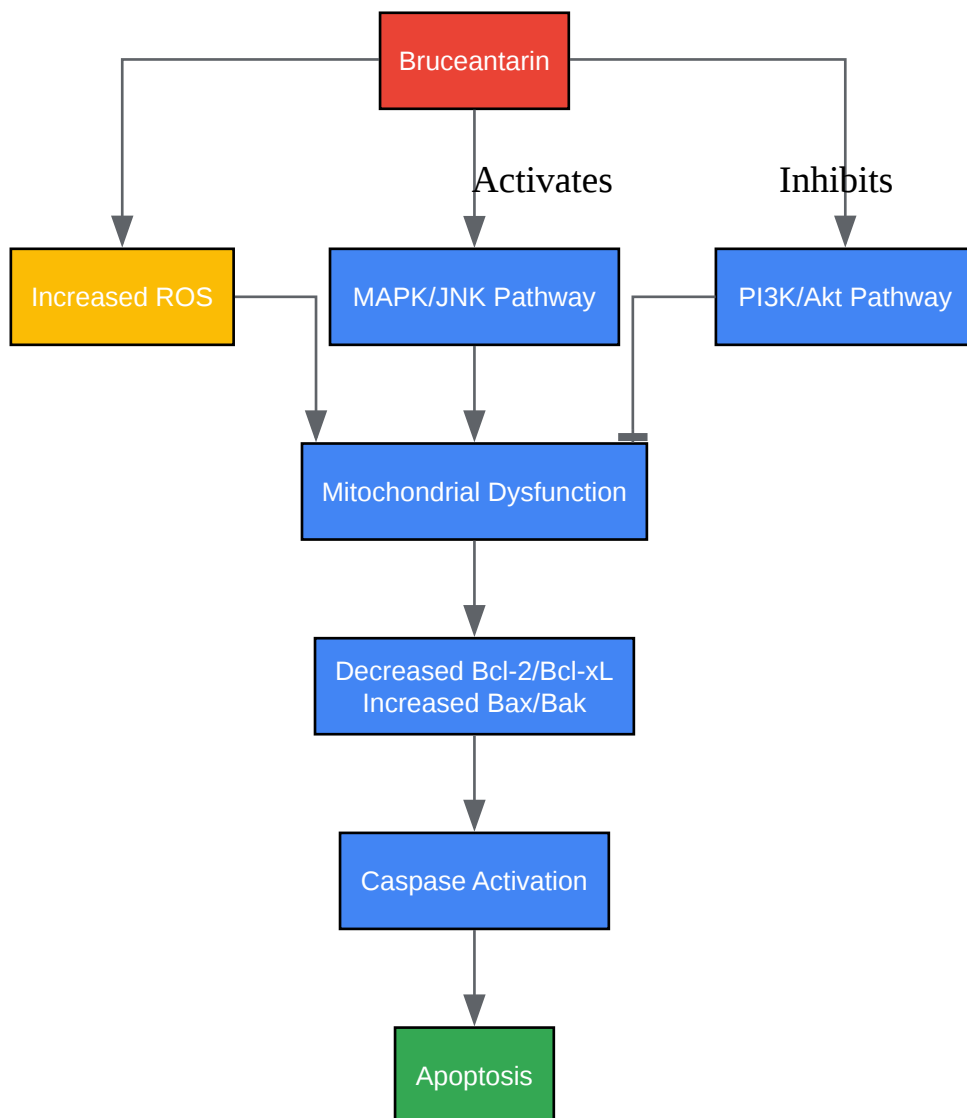 Bruceantarin
Activates
Inhibits
Increased ROS
MAPK/JNK Pathway
PI3K/Akt Pathway
Mitochondrial Dysfunction
Decreased Bcl-2/Bcl-xL
Increased Bax/Bak
Caspase Activation
Apoptosis